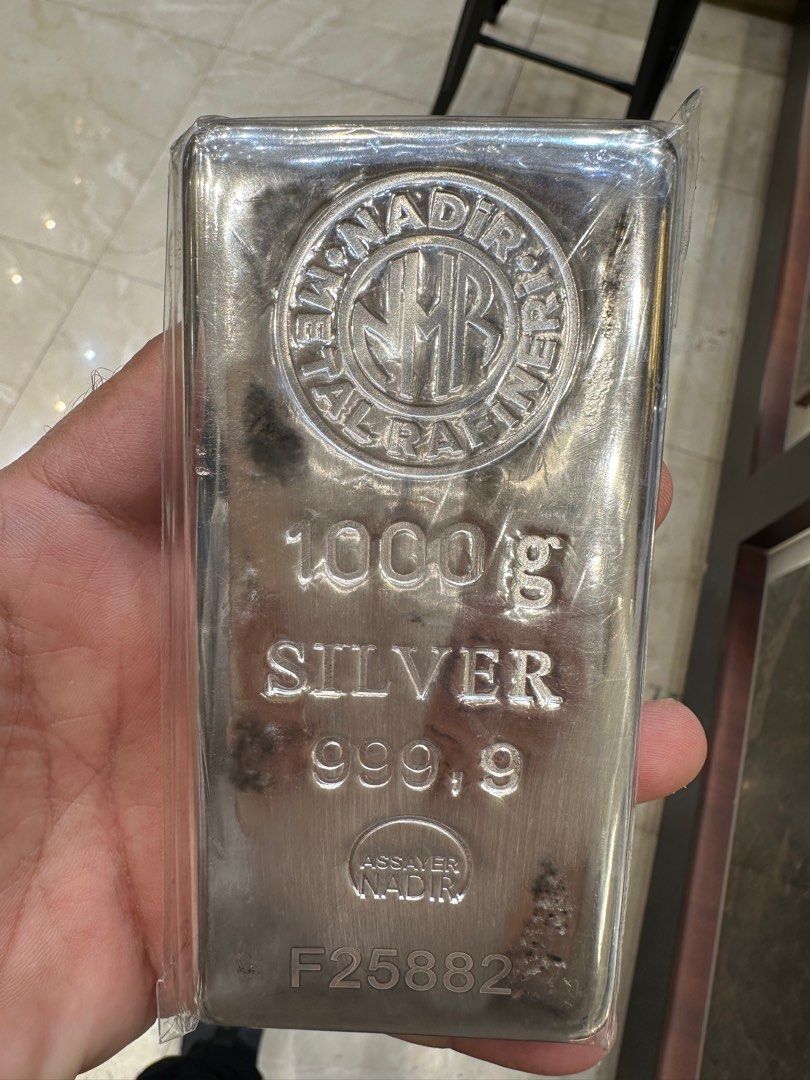 NADİR
METAL RAFİNERİ
NMR
1000 g
SILVER
999,9
ASSAYER
NADIR
F25882